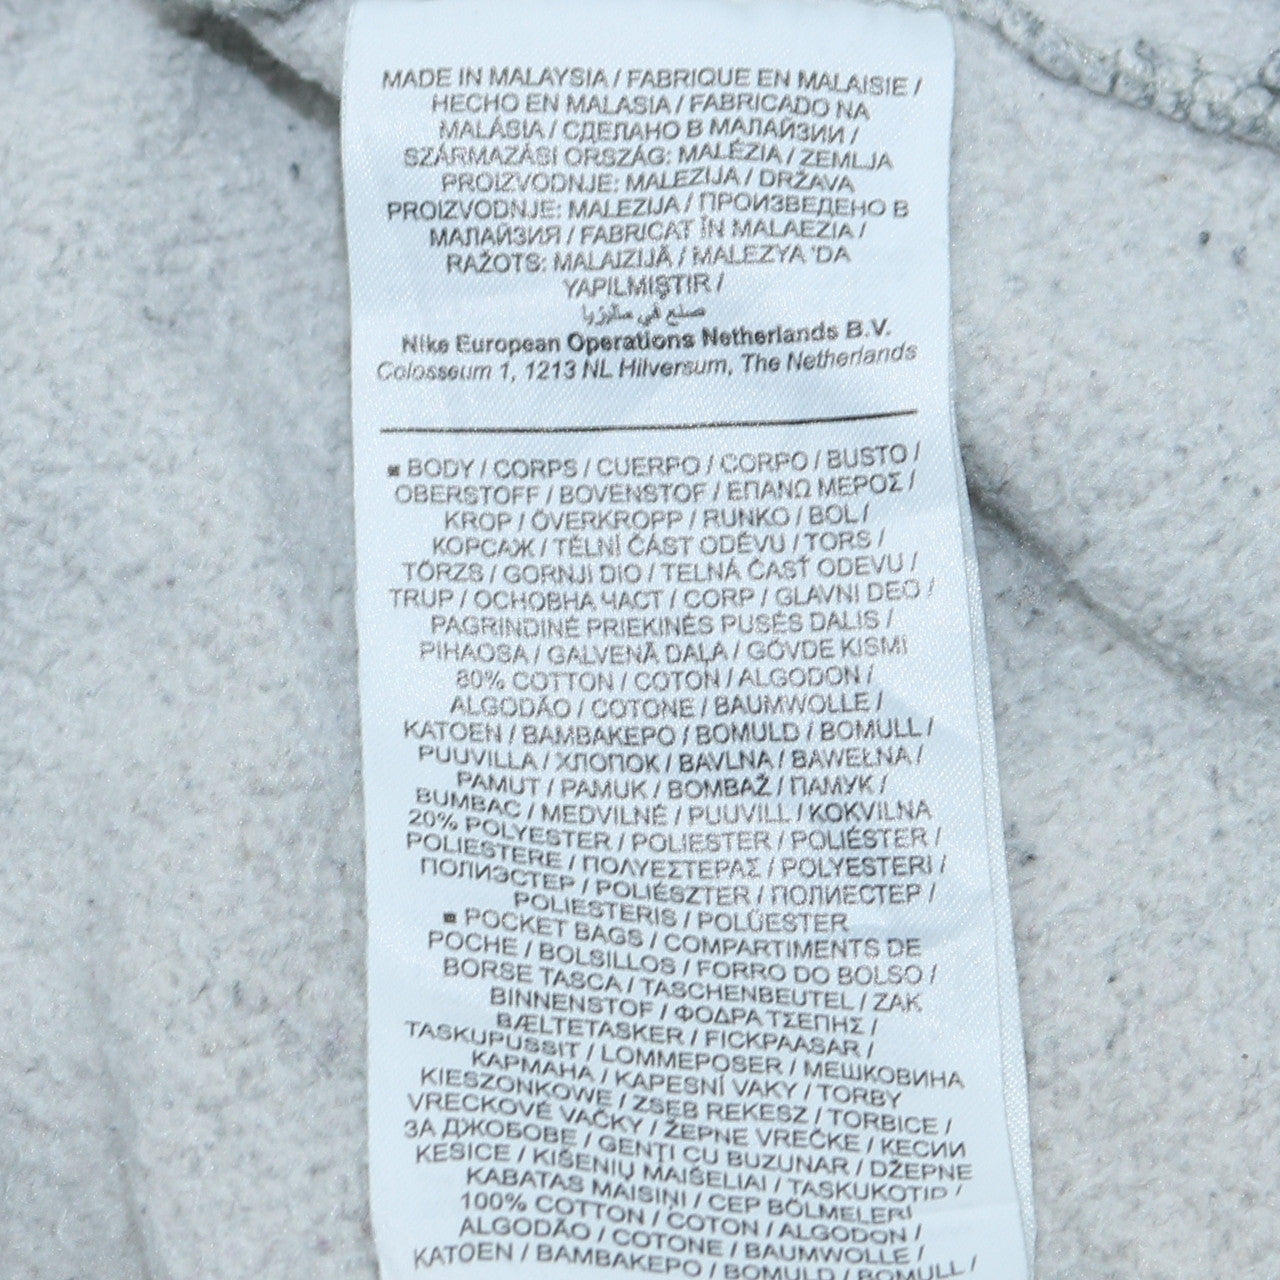 MADE IN MALAYSIA / FABRIQUE EN MALAISIE /
HECHO EN MALASIA / FABRICADO NA
MALÁSIA / СДЕЛАНО В МАЛАЙЗИИ /
SZÁRMAZÁSI ORSZÁG: MALÉZIA / ZEMLJA
PROIZVODNJE: MALEZIJA / DRŽAVA
PROIZVODNJE: MALEZIJA / ПРОИЗВЕДЕНО В
МАЛАЙЗИЯ / FABRICAT ÎN MALAEZIA /
RAŽOTS: MALAIZIJĀ / MALEZYA 'DA
YAPILMIŞTIR /
صنع في ماليزيا
Nike European Operations Netherlands B.V.
Colosseum 1, 1213 NL Hilversum, The Netherlands
■ BODY / CORPS / CUERPO / CORPO / BUSTO /
OBERSTOFF / BOVENSTOF / ΕΠΑΝΩ ΜΕΡΟΣ /
KROP / ÖVERKROPP / RUNKO / BOL /
КОРСАЖ / TĚLNÍ ČÁST ODĚVU / TORS /
TÖRZS / GORNJI DIO / TELNÁ ČASŤ ODEVU /
TRUP / ОСНОВНА ЧАСТ / CORP / GLAVNI DEO /
PAGRINDINĖ PRIEKINĖS PUSĖS DALIS /
PIHAOSA / GALVENĀ DAĻA / GÖVDE KISMI
80% COTTON / COTON / ALGODON /
ALGODÃO / COTONE / BAUMWOLLE /
KATOEN / ΒΑΜΒΑΚΕΡΟ / BOMULD / BOMULL /
PUUVILLA / ХЛОПОК / BAVLNA / BAWEŁNA /
PAMUT / PAMUK / BOMBAŽ / ПАМУК /
BUMBAC / MEDVILNĖ / PUUVILL / KOKVILNA
20% POLYESTER / POLIESTER / POLIÉSTER /
POLIESTERE / ΠΟΛΥΕΣΤΕΡΑΣ / POLYESTERI /
ПОЛИЭСТЕР / POLIÉSZTER / ПОЛИЕСТЕР /
POLIESTERIS / POLÜESTER
■ POCKET BAGS / COMPARTIMENTS DE
POCHE / BOLSILLOS / FORRO DO BOLSO /
BORSE TASCA / TASCHENBEUTEL / ZAK
BINNENSTOF / ΦΟΔΡΑ ΤΣΕΠΗΣ /
BÆLTETASKER / FICKPAASAR /
TASKUPUSSIT / LOMMEPOSER / МЕШКОВИНА
КАРМАНА / KAPESNÍ VAKY / TORBY
KIESZONKOWE / ZSEB REKESZ / TORBICE /
VRECKOVÉ VAČKY / ŽEPNE VREČKE / КЕСИИ
ЗА ДЖОБОВЕ / GENȚI CU BUZUNAR / DŽEPNE
KESICE / KIŠENIŲ MAIŠELIAI / TASKUKOTID /
KABATAS MAISIŅI / CEP BÖLMELERI
100% COTTON / COTON / ALGODON /
ALGODÃO / COTONE / BAUMWOLLE /
KATOEN / ΒΑΜΒΑΚΕΡΟ / BOMULD / BOMULL /